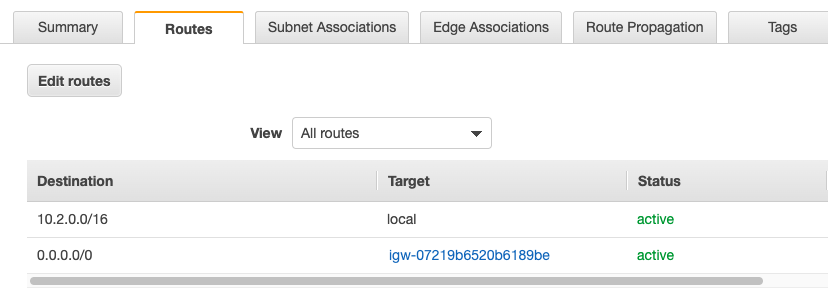 Summary Routes Subnet Associations Edge Associations Route Propagation Tags
Edit routes
View All routes
Destination Target Status
10.2.0.0/16 local active
0.0.0.0/0 igw-07219b6520b6189be active